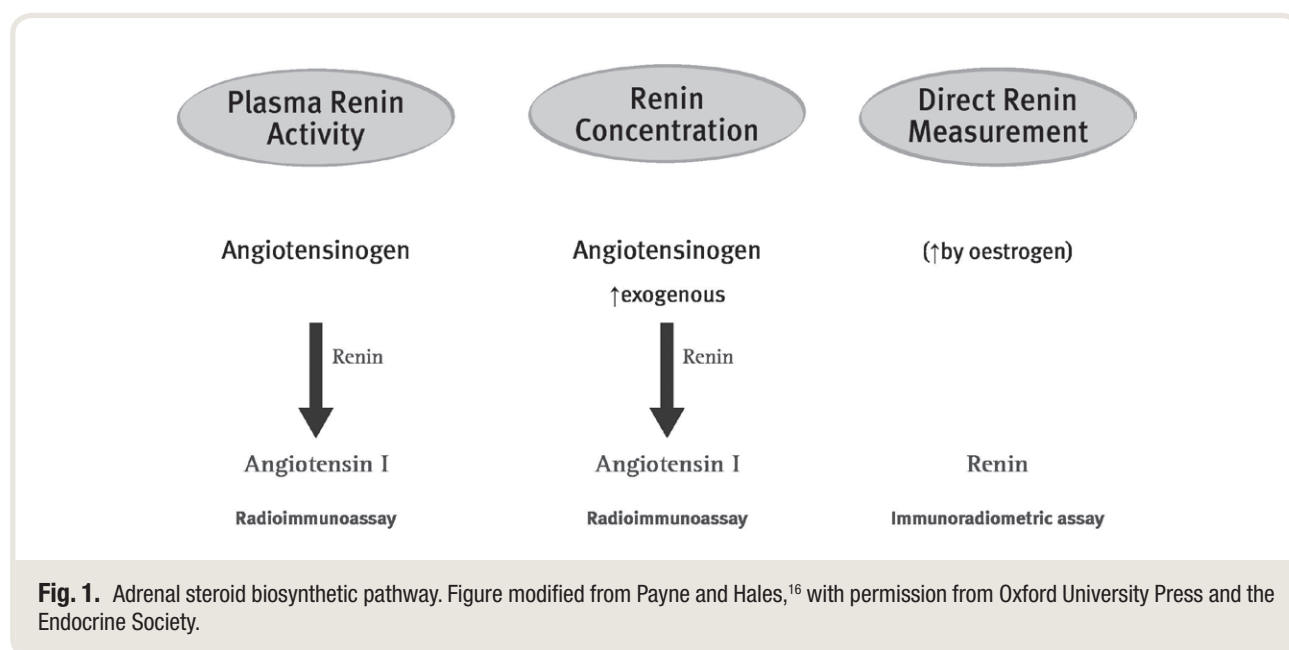 Plasma Renin
Activity
Renin
Concentration
Direct Renin
Measurement
Angiotensinogen
Angiotensinogen
(↑by oestrogen)
↑exogenous
Renin
Renin
Angiotensin I
Angiotensin I
Renin
Radioimmunoassay
Radioimmunoassay
Immunoradiometric assay
Fig. 1. Adrenal steroid biosynthetic pathway. Figure modified from Payne and Hales,¹⁶ with permission from Oxford University Press and the
Endocrine Society.